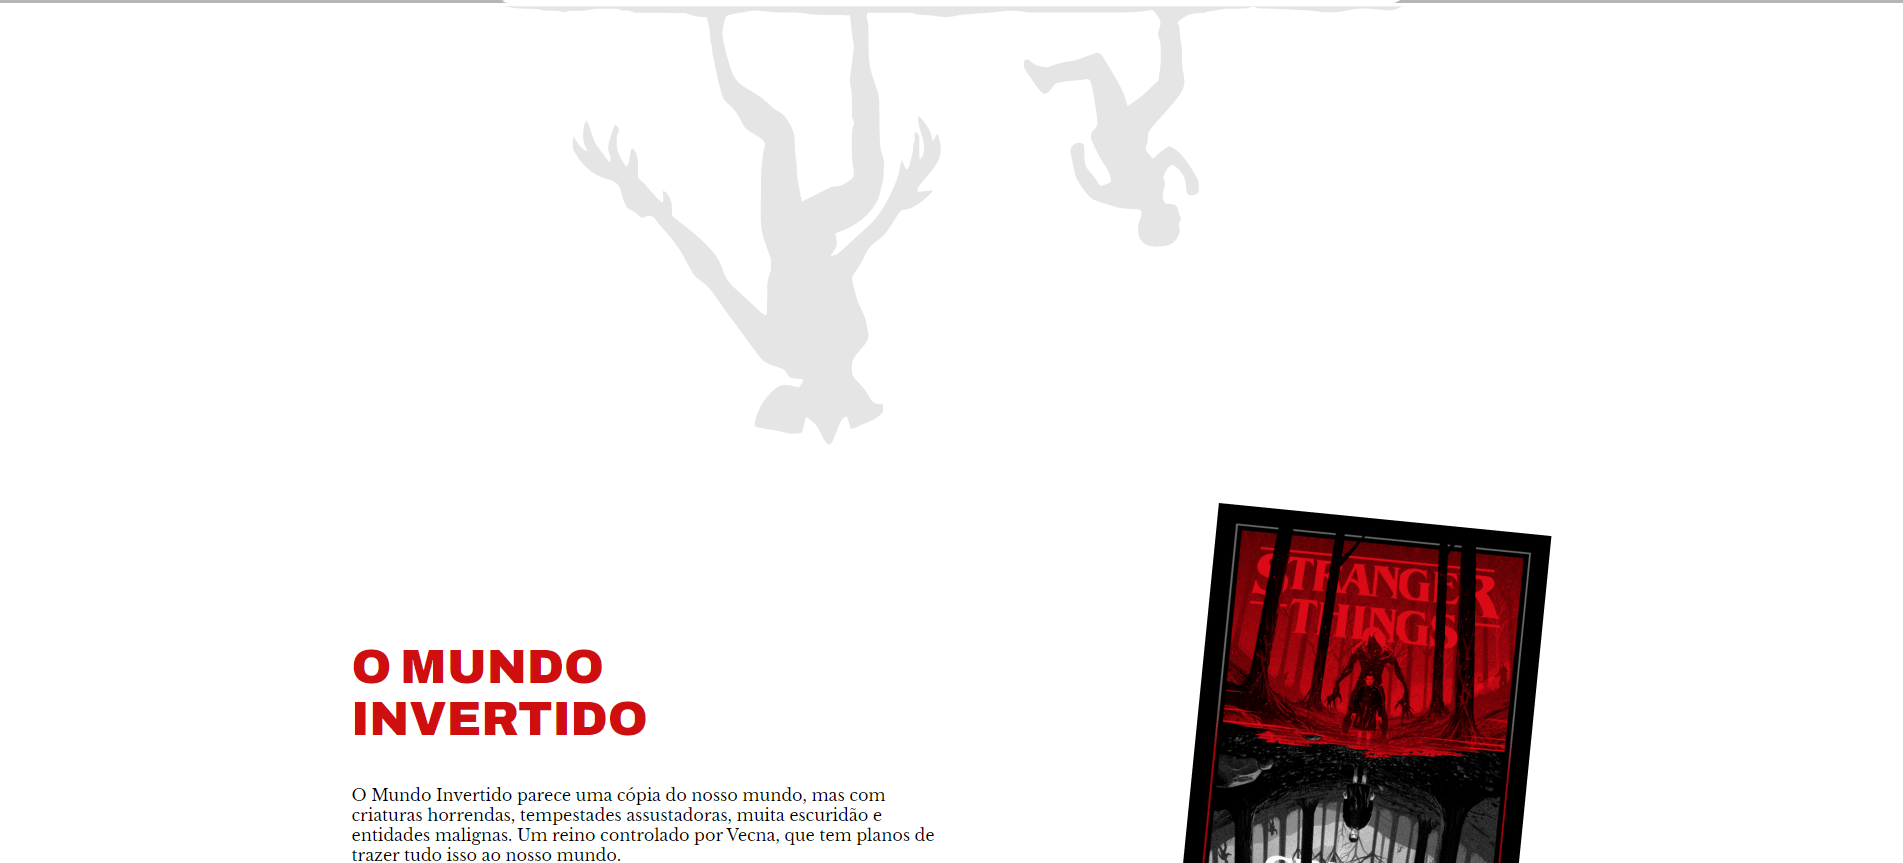 O MUNDO
INVERTIDO
O Mundo Invertido parece uma cópia do nosso mundo, mas com
criaturas horrendas, tempestades assustadoras, muita escuridão e
entidades malignas. Um reino controlado por Vecna, que tem planos de
trazer tudo isso ao nosso mundo.
STRANGER
THINGS